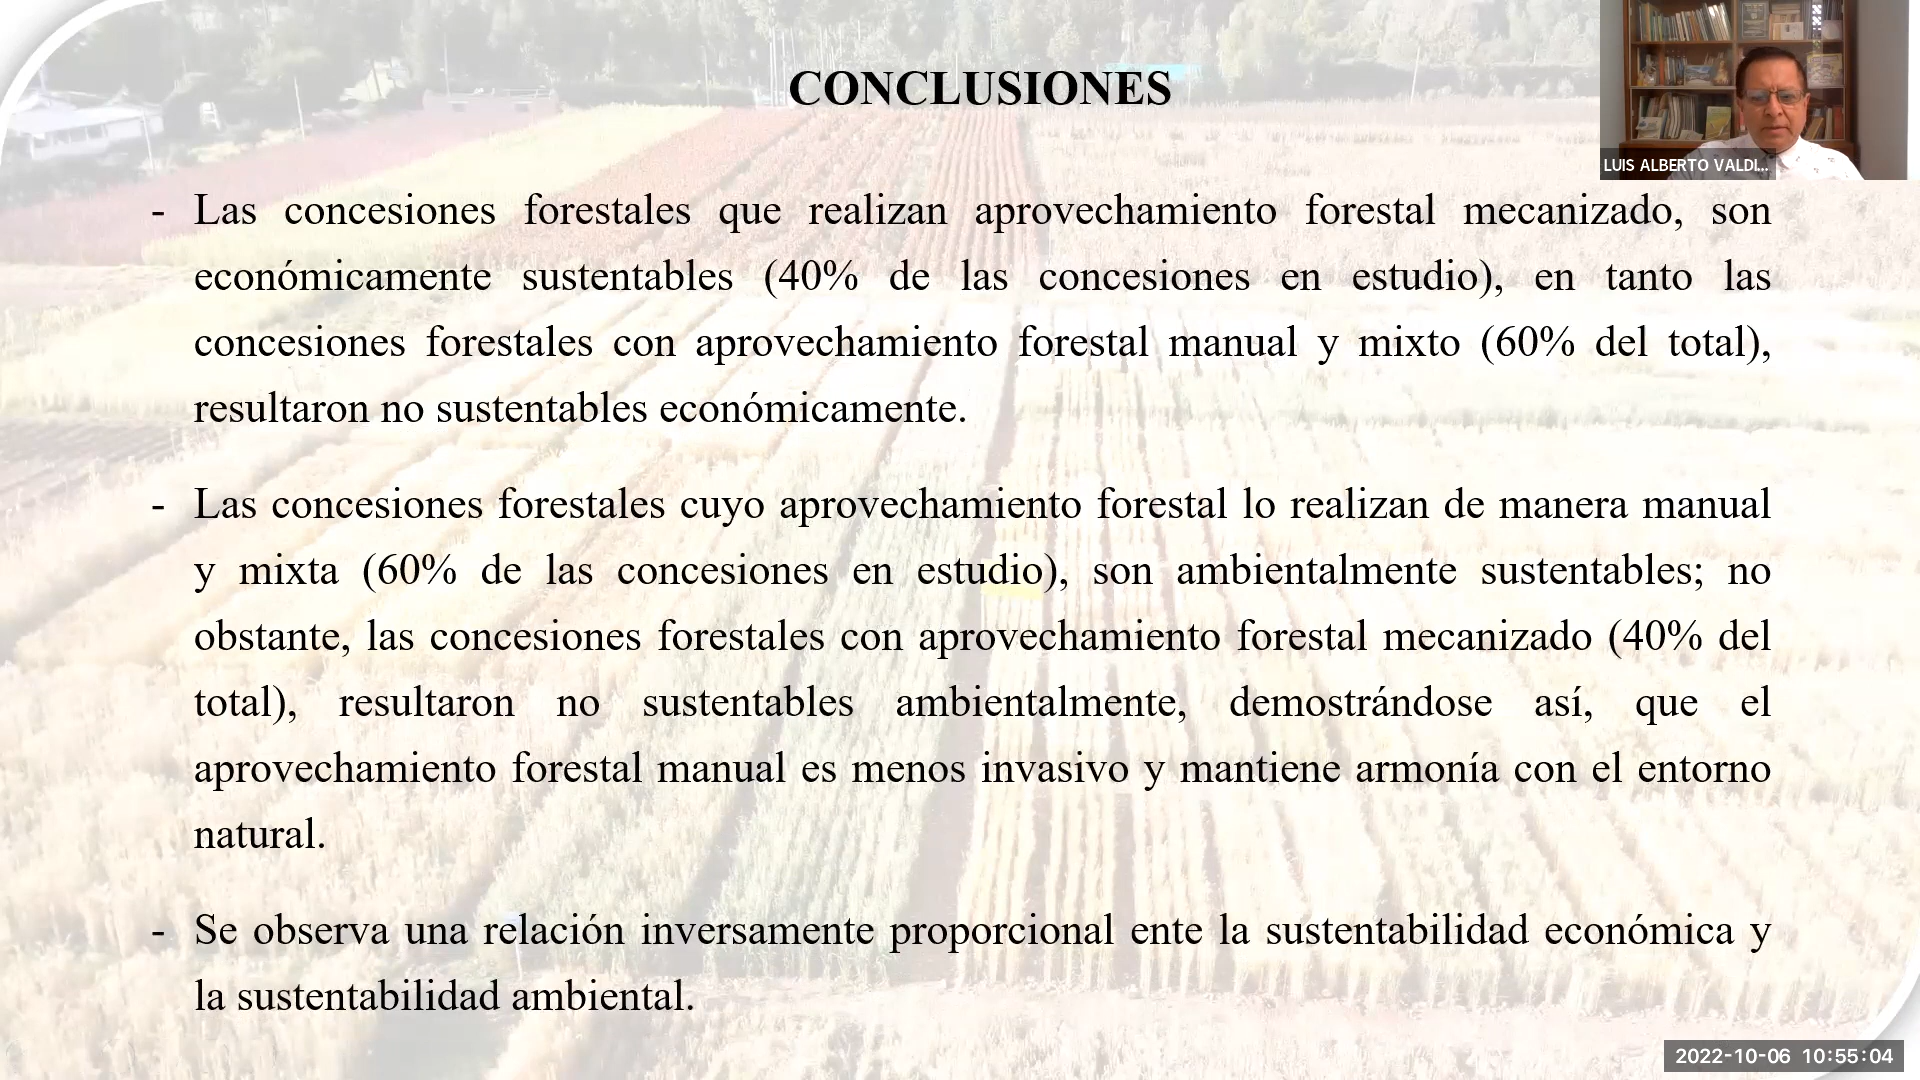 CONCLUSIONES
LUIS ALBERTO VALDI...
- Las concesiones forestales que realizan aprovechamiento forestal mecanizado, son
económicamente sustentables (40% de las concesiones en estudio), en tanto las
concesiones forestales con aprovechamiento forestal manual y mixto (60% del total),
resultaron no sustentables económicamente.
- Las concesiones forestales cuyo aprovechamiento forestal lo realizan de manera manual
y mixta (60% de las concesiones en estudio), son ambientalmente sustentables; no
obstante, las concesiones forestales con aprovechamiento forestal mecanizado (40% del
total), resultaron no sustentables ambientalmente, demostrándose así, que el
aprovechamiento forestal manual es menos invasivo y mantiene armonía con el entorno
natural.
- Se observa una relación inversamente proporcional ente la sustentabilidad económica y
la sustentabilidad ambiental.
2022-10-06 10:55:04